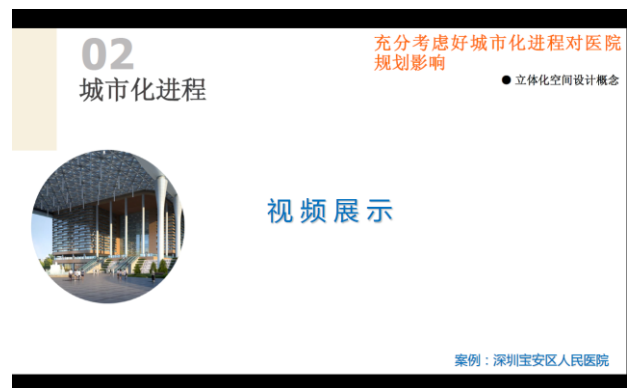 02
城市化进程
充分考虑好城市化进程对医院
规划影响
● 立体化空间设计概念
视频展示
案例：深圳宝安区人民医院